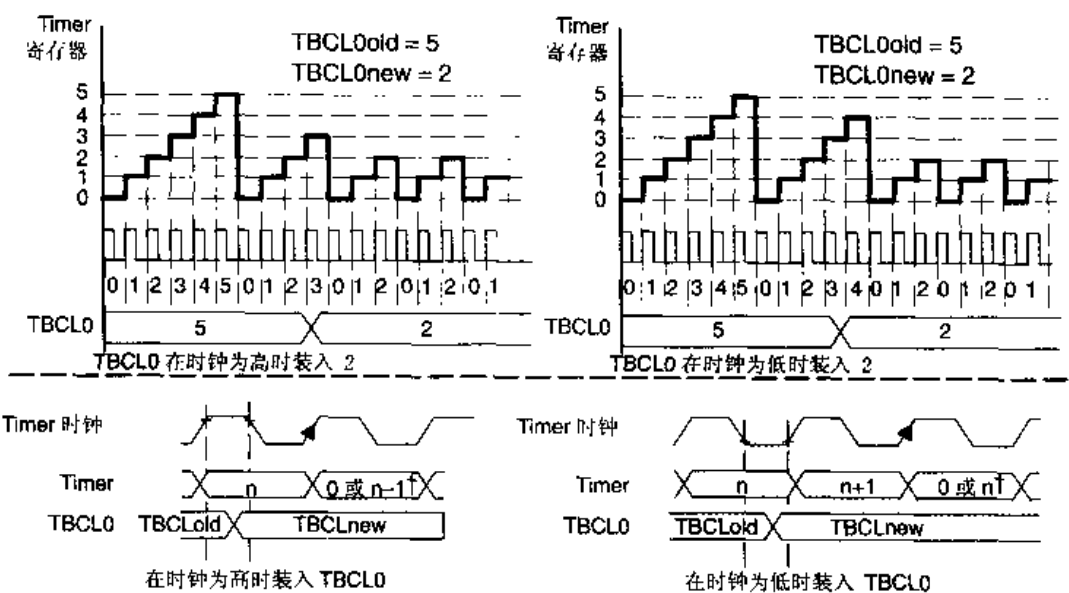 Timer
寄存器
TBCL0old = 5
TBCL0new = 2
5
4
3
2
1
0
0 1 2 3 4 5 0 1 2 3 0 1 2 0 1 2 0 1
TBCL0 5 2
TBCL0 在时钟为高时装入 2
Timer
寄存器
TBCL0old = 5
TBCL0new = 2
5
4
3
2
1
0
0 1 2 3 4 5 0 1 2 3 4 0 1 2 0 1 2 0 1
TBCL0 5 2
TBCL0 在时钟为低时装入 2
Timer 时钟
Timer n 0 或 n–1↑
TBCL0 TBCLold TBCLnew
在时钟为高时装入 TBCL0
Timer 时钟
Timer n n+1 0 或 n↑
TBCL0 TBCLold TBCLnew
在时钟为低时装入 TBCL0